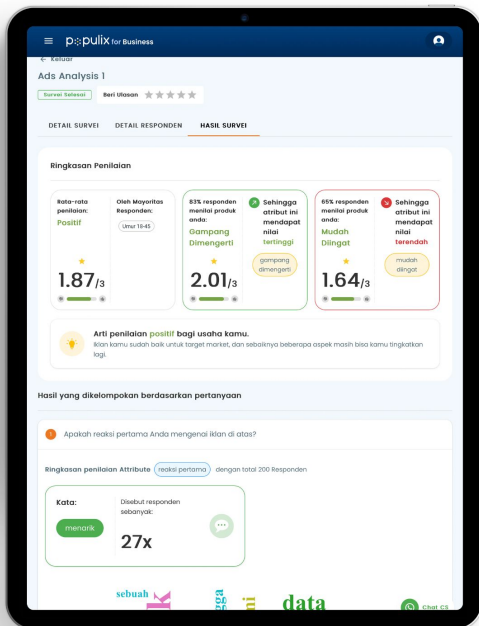 populix for Business
← Keluar
Ads Analysis 1
Survei Selesai
Beri Ulasan
DETAIL SURVEI
DETAIL RESPONDEN
HASIL SURVEI
Ringkasan Penilaian
Rata-rata
penilaian:
Positif
1.87/3
Oleh Mayoritas
Responden:
Umur 18-45
83% responden
menilai produk
anda:
Gampang
Dimengerti
2.01/3
Sehingga
atribut ini
mendapat
nilai
tertinggi
gampang
dimengerti
65% responden
menilai produk
anda:
Mudah
Diingat
1.64/3
Sehingga
atribut ini
mendapat
nilai
terendah
mudah
diingat
Arti penilaian positif bagi usaha kamu.
Iklan kamu sudah baik untuk target market, dan sebaiknya beberapa aspek masih bisa kamu tingkatkan
lagi.
Hasil yang dikelompokan berdasarkan pertanyaan
Apakah reaksi pertama Anda mengenai iklan di atas?
Ringkasan penilaian Attribute reaksi pertama dengan total 200 Responden
Kata:
menarik
Disebut responden
sebanyak:
27x
sebuah
data
Chat CS